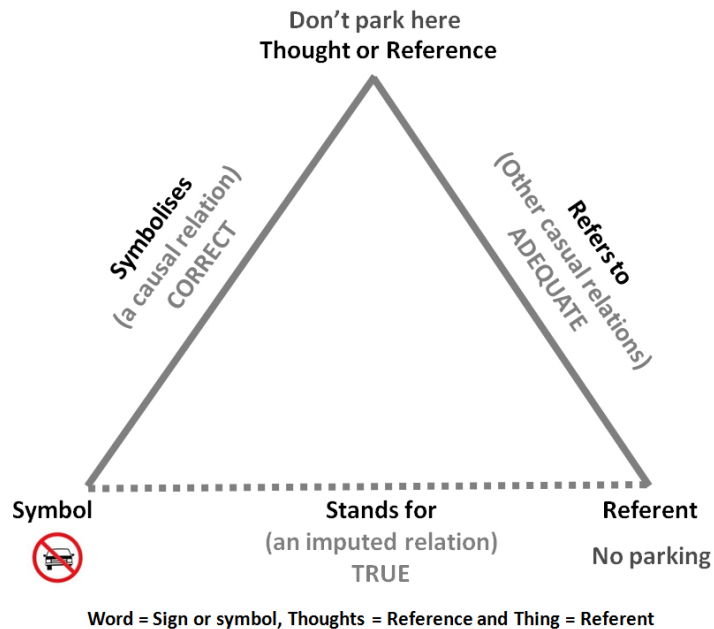 Don't park here
Thought or Reference
Symbolises
(a causal relation)
CORRECT
Refers to
(Other casual relations)
ADEQUATE
Symbol
Stands for
(an imputed relation)
TRUE
Referent
No parking
Word = Sign or symbol, Thoughts = Reference and Thing = Referent